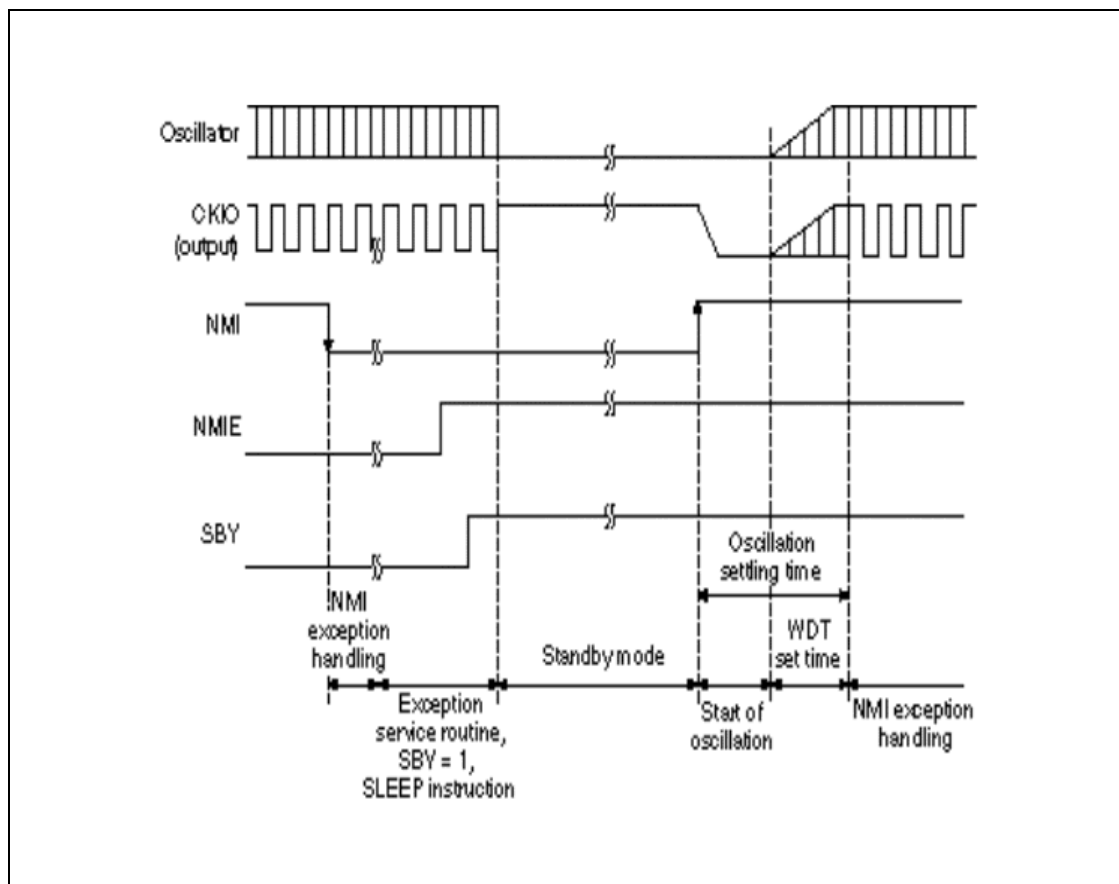 Oscillator
CKIO
(output)
NMI
NMIE
SBY
Oscillation
settling time
NMI
exception
handling
Standby mode
WDT
set time
Exception
service routine,
SBY = 1,
SLEEP instruction
Start of
oscillation
NMI exception
handling